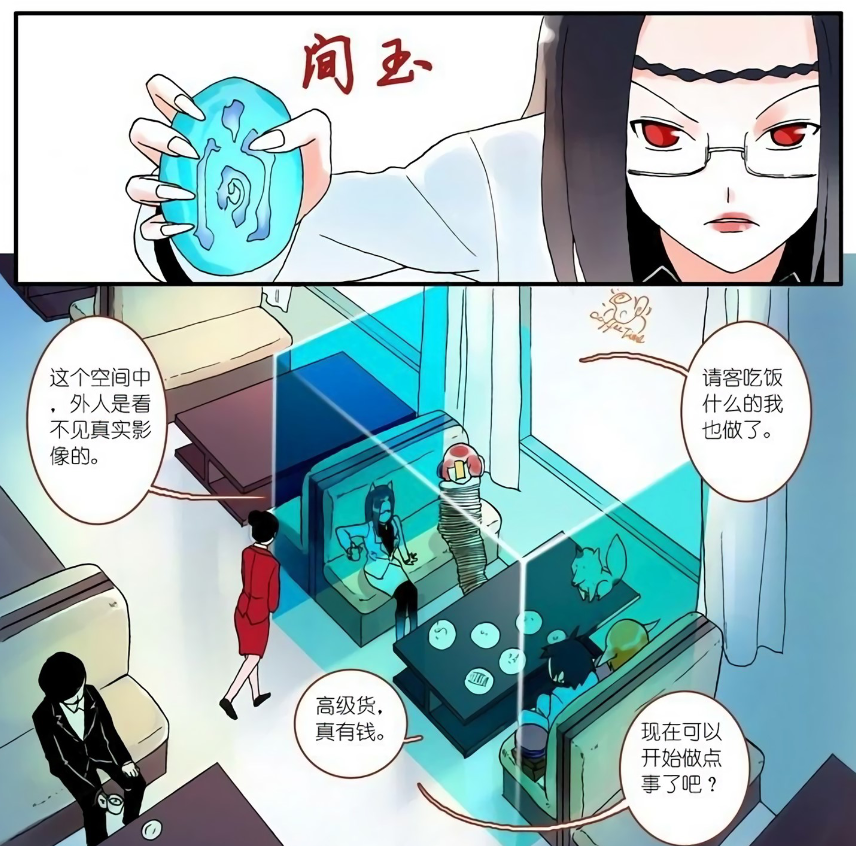 间玉
这个空间中
，外人是看
不见真实影
像的。
请客吃饭
什么的我
也做了。
高级货，
真有钱。
现在可以
开始做点
事了吧？